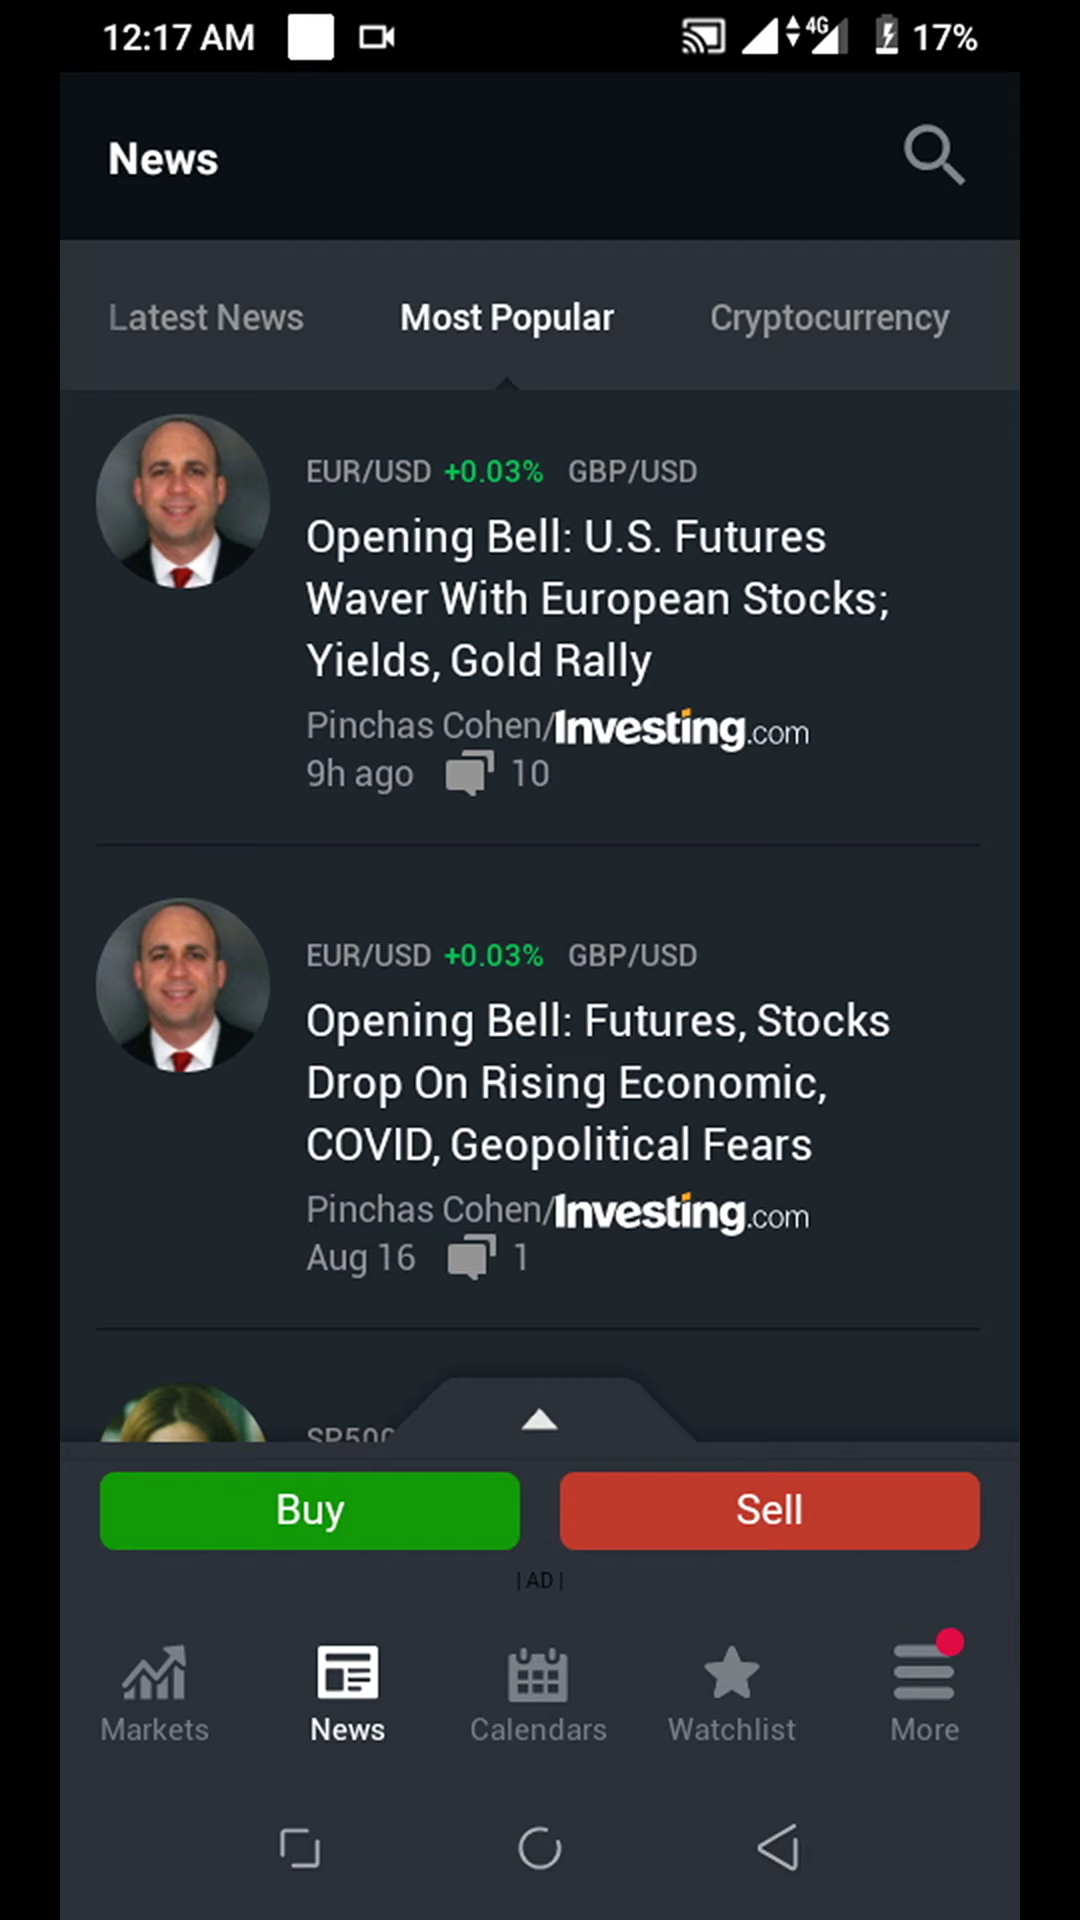 12:17 AM 4G 17%
News
Latest News Most Popular Cryptocurrency
EUR/USD +0.03% GBP/USD
Opening Bell: U.S. Futures
Waver With European Stocks;
Yields, Gold Rally
Pinchas Cohen/Investing.com
9h ago 10
EUR/USD +0.03% GBP/USD
Opening Bell: Futures, Stocks
Drop On Rising Economic,
COVID, Geopolitical Fears
Pinchas Cohen/Investing.com
Aug 16 1
SP500
Buy Sell
| AD |
Markets News Calendars Watchlist More